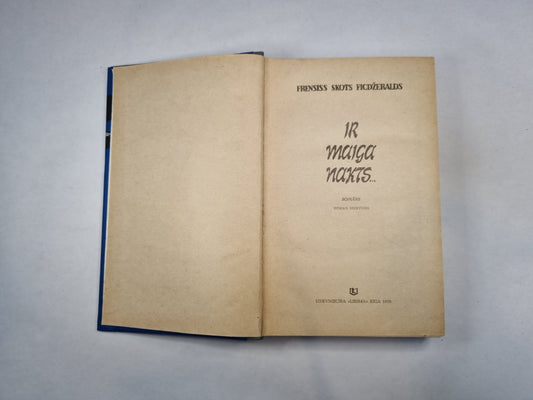 FRENSISS SKOTS FICDŽERALDS
IR
MAIGA
NAKTS...
ROMĀNS
IZDEVNIECĪBA «LIESMA» RĪGA